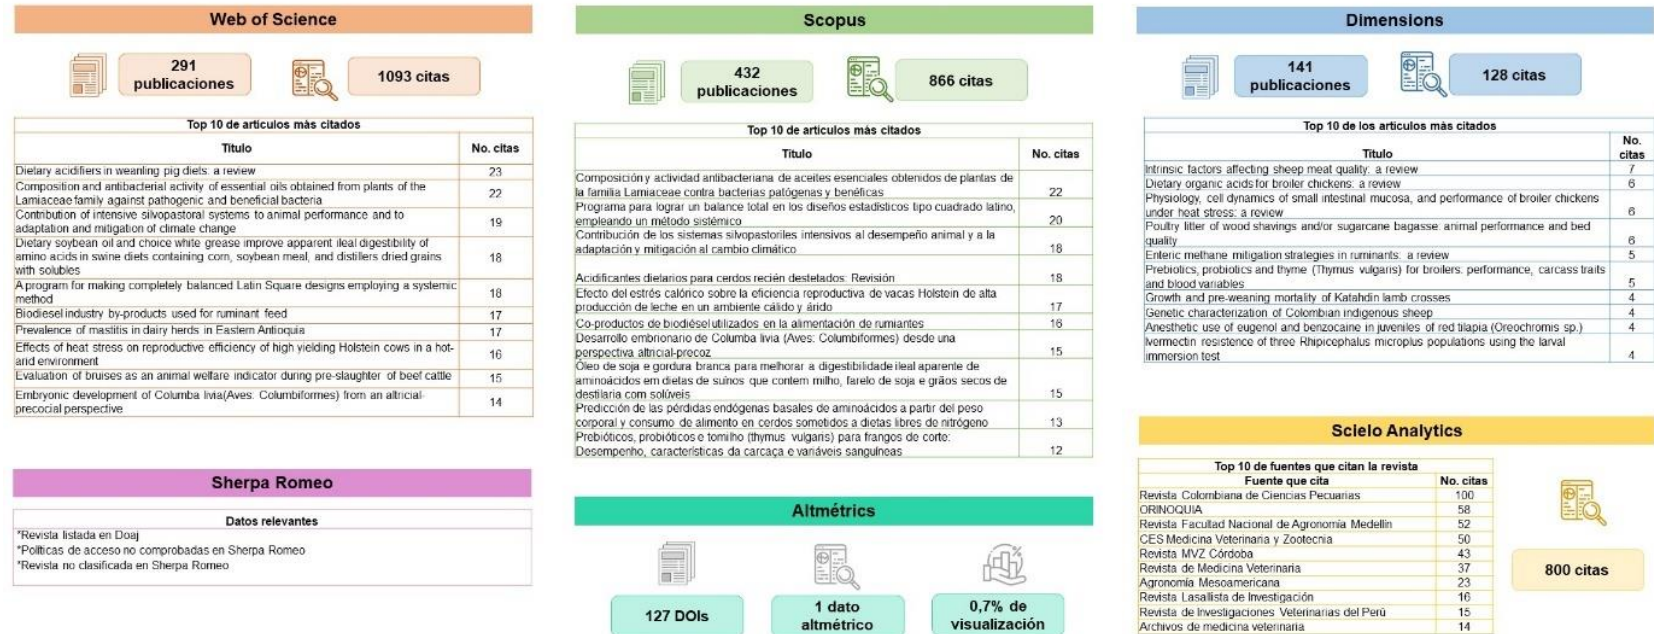 Web of Science
291
publicaciones
1093 citas
Top 10 de articulos más citados
Titulo
No. citas
Dietary acidifiers in weanling pig diets: a review
23
Composition and antibacterial activity of essential oils obtained from plants of the
Lamiaceae family against pathogenic and beneficial bacteria
22
Contribution of intensive silvopastoral systems to animal performance and to
adaptation and mitigation of climate change
19
Dietary soybean oil and choice white grease improve apparent ileal digestibility of
amino acids in swine diets containing corn, soybean meal, and distillers dried grains
with solubles
18
A program for making completely balanced Latin Square designs employing a systemic
method
18
Biodiesel industry by-products used for ruminant feed
17
Prevalence of mastitis in dairy herds in Eastern Antioquia
17
Effects of heat stress on reproductive efficiency of high yielding Holstein cows in a hot-
arid environment
16
Evaluation of bruises as an animal welfare indicator during pre-slaughter of beef cattle
15
Embryonic development of Columba livia(Aves: Columbiformes) from an altricial-
precocial perspective
14
Sherpa Romeo
Datos relevantes
*Revista listada en Doaj
*Políticas de acceso no comprobadas en Sherpa Romeo
*Revista no clasificada en Sherpa Romeo
Scopus
432
publicaciones
866 citas
Top 10 de articulos más citados
Titulo
No. citas
Composición y actividad antibacteriana de aceites esenciales obtenidos de plantas de
la familia Lamiaceae contra bacterias patógenas y benéficas
22
Programa para lograr un balance total en los diseños estadísticos tipo cuadrado latino,
empleando un método sistémico
20
Contribución de los sistemas silvopastoriles intensivos al desempeño animal y a la
adaptación y mitigación al cambio climático
18
Acidificantes dietarios para cerdos recién destetados: Revisión
18
Efecto del estrés calórico sobre la eficiencia reproductiva de vacas Holstein de alta
producción de leche en un ambiente cálido y árido
17
Co-productos de biodiésel utilizados en la alimentación de rumiantes
16
Desarrollo embrionario de Columba livia (Aves: Columbiformes) desde una
perspectiva altricial-precoz
15
Óleo de soja e gordura branca para melhorar a digestibilidade ileal aparente de
aminoácidos em dietas de suínos que contem milho, farelo de soja e grãos secos de
destilaria com solúveis
15
Predicción de las pérdidas endógenas basales de aminoácidos a partir del peso
corporal y consumo de alimento en cerdos sometidos a dietas libres de nitrógeno
13
Prebióticos, probióticos e tomilho (thymus vulgaris) para frangos de corte:
Desempenho, características da carcaça e variáveis sanguíneas
12
Altmétrics
127 DOIs
1 dato
altmétrico
0,7% de
visualización
Dimensions
141
publicaciones
128 citas
Top 10 de los articulos más citados
Titulo
No.
citas
Intrinsic factors affecting sheep meat quality: a review
7
Dietary organic acids for broiler chickens: a review
6
Physiology, cell dynamics of small intestinal mucosa, and performance of broiler chickens
under heat stress: a review
6
Poultry litter of wood shavings and/or sugarcane bagasse: animal performance and bed
quality
6
Enteric methane mitigation strategies in ruminants: a review
5
Prebiotics, probiotics and thyme (Thymus vulgaris) for broilers: performance, carcass traits
and blood variables
5
Growth and pre-weaning mortality of Katahdin lamb crosses
4
Genetic characterization of Colombian indigenous sheep
4
Anesthetic use of eugenol and benzocaine in juveniles of red tilapia (Oreochromis sp.)
4
Ivermectin resistence of three Rhipicephalus microplus populations using the larval
immersion test
4
Scielo Analytics
Top 10 de fuentes que citan la revista
Fuente que cita
No. citas
Revista Colombiana de Ciencias Pecuarias
100
ORINOQUIA
58
Revista Facultad Nacional de Agronomía Medellín
52
CES Medicina Veterinaria y Zootecnia
50
Revista MVZ Córdoba
43
Revista de Medicina Veterinaria
37
Agronomía Mesoamericana
23
Revista Lasallista de Investigación
16
Revista de Investigaciones Veterinarias del Perú
15
Archivos de medicina veterinaria
14
800 citas